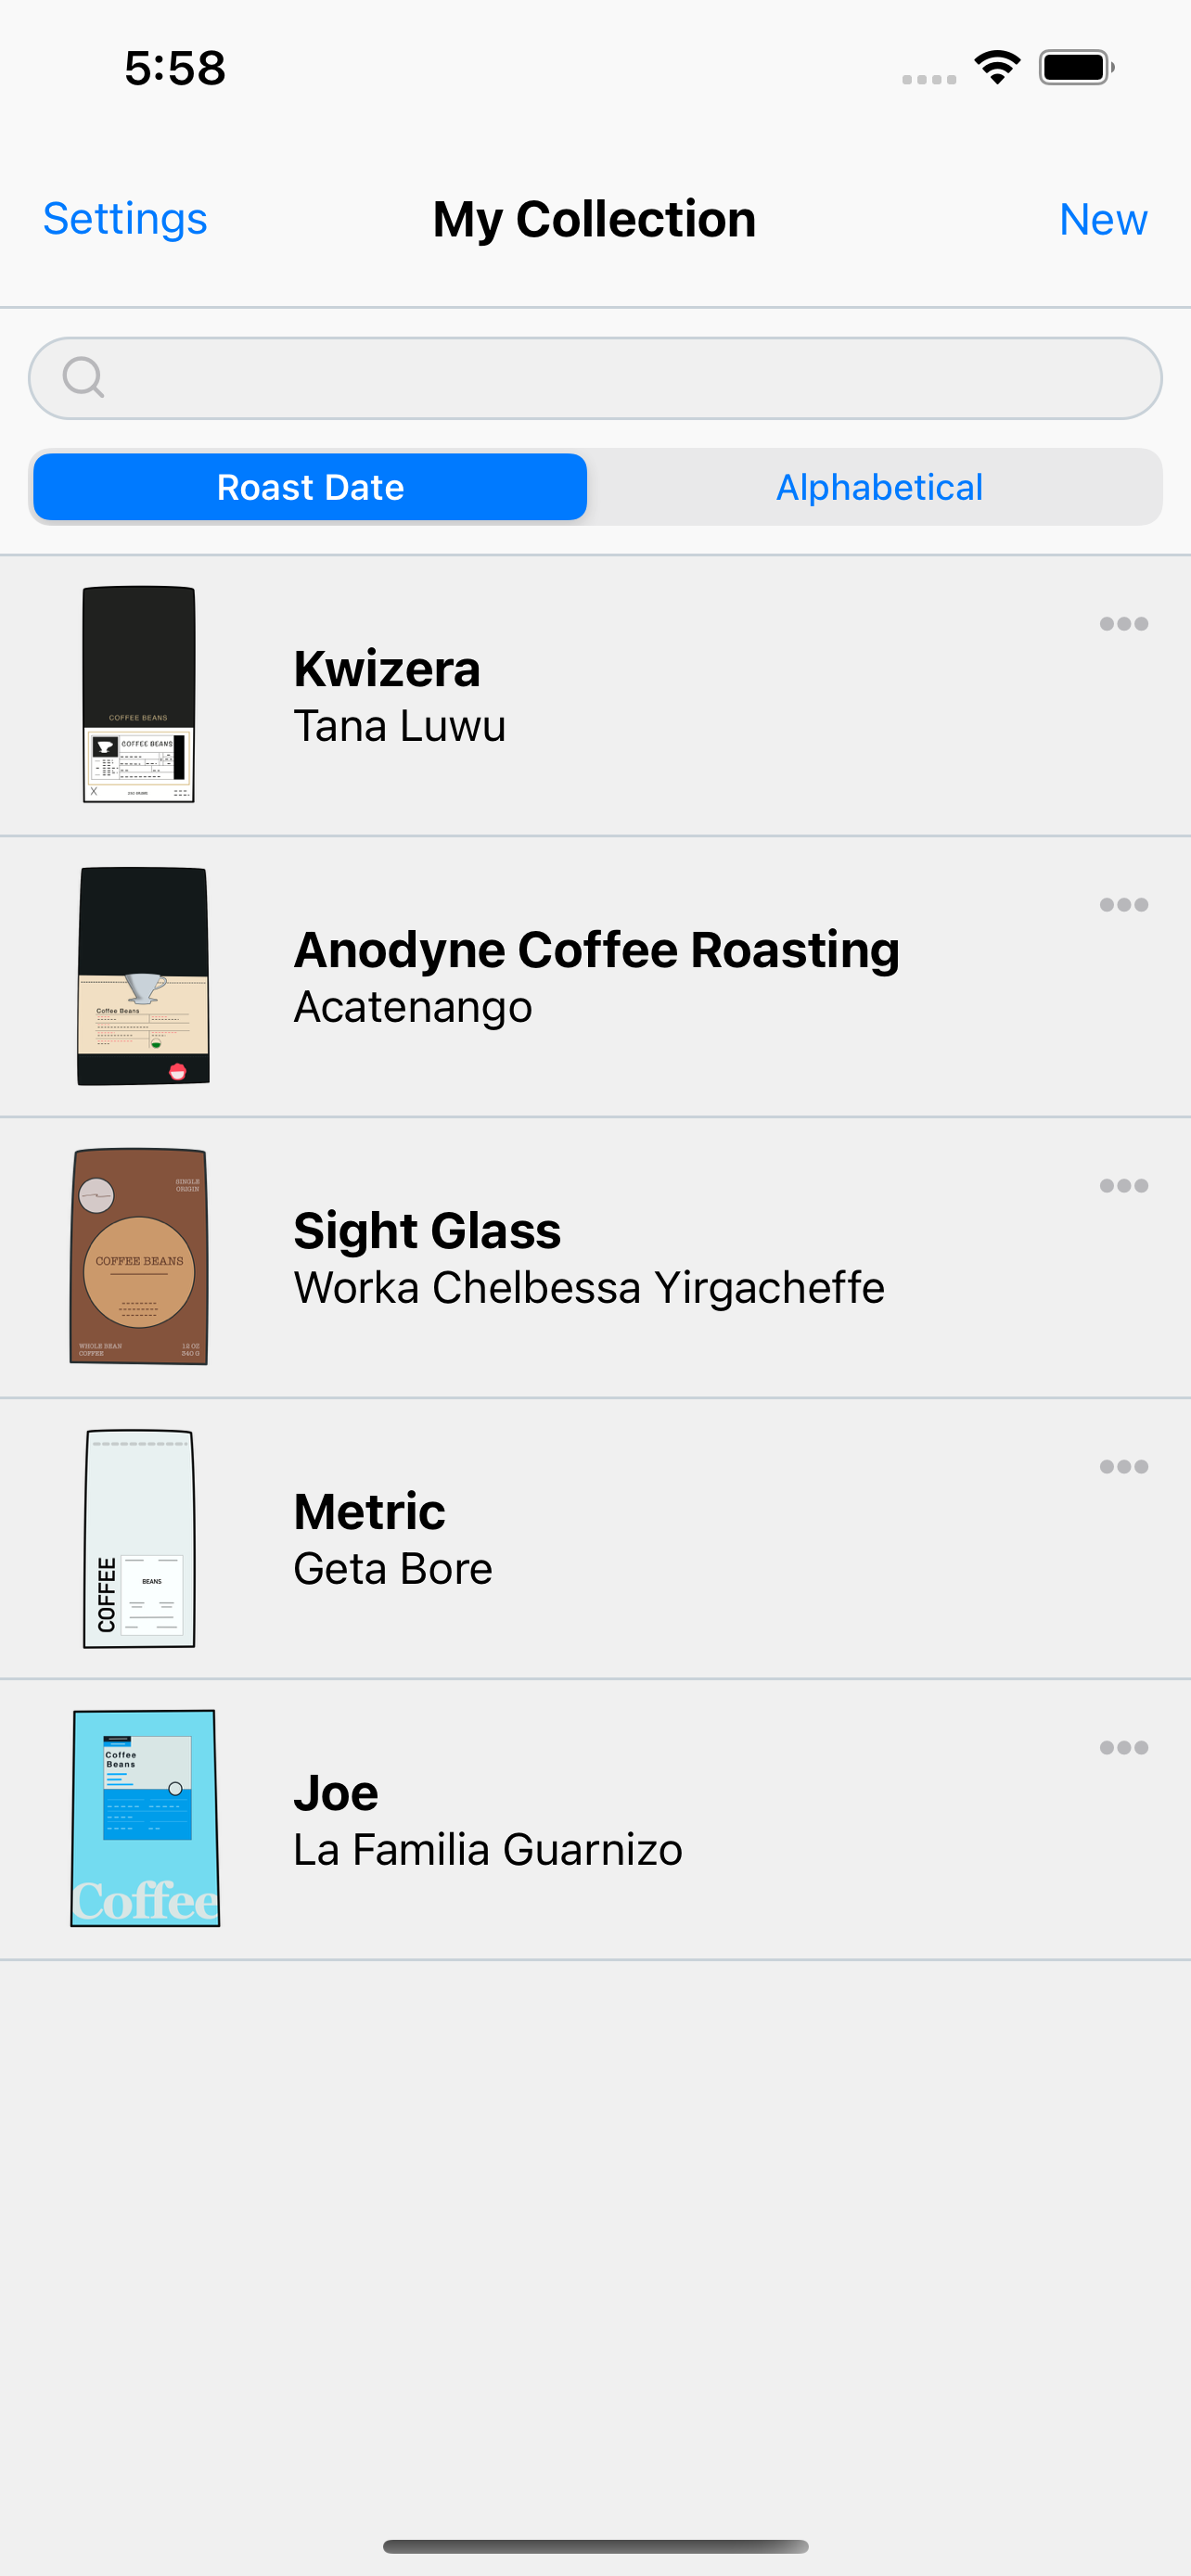 5:58
Settings
My Collection
New
Roast Date
Alphabetical
COFFEE BEANS
COFFEE BEANS
Kwizera
Tana Luwu
Coffee Beans
Anodyne Coffee Roasting
Acatenango
SINGLE
ORIGIN
COFFEE BEANS
WHOLE BEAN
COFFEE
12 OZ
340 G
Sight Glass
Worka Chelbessa Yirgacheffe
COFFEE
BEANS
Metric
Geta Bore
Coffee
Beans
Coffee
Joe
La Familia Guarnizo